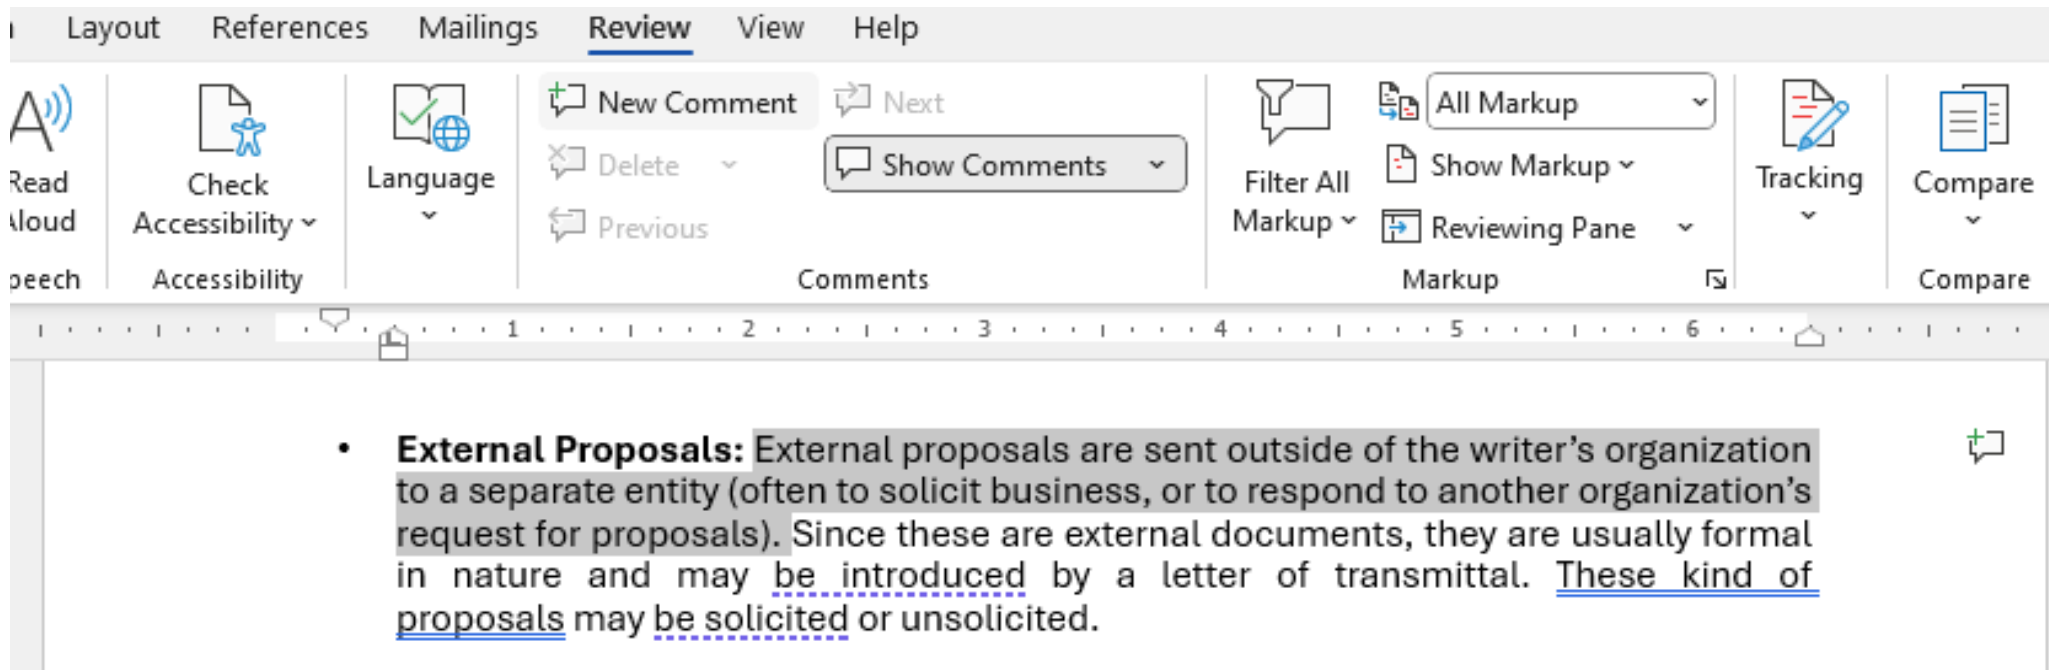 Layout References Mailings Review View Help
New Comment Next All Markup
Read Aloud Check Accessibility Language Delete Show Comments Filter All Markup Show Markup Tracking Compare
Previous Reviewing Pane
Accessibility Comments Markup Compare
1 2 3 4 5 6
• External Proposals: External proposals are sent outside of the writer’s organization
to a separate entity (often to solicit business, or to respond to another organization’s
request for proposals). Since these are external documents, they are usually formal
in nature and may be introduced by a letter of transmittal. These kind of
proposals may be solicited or unsolicited.